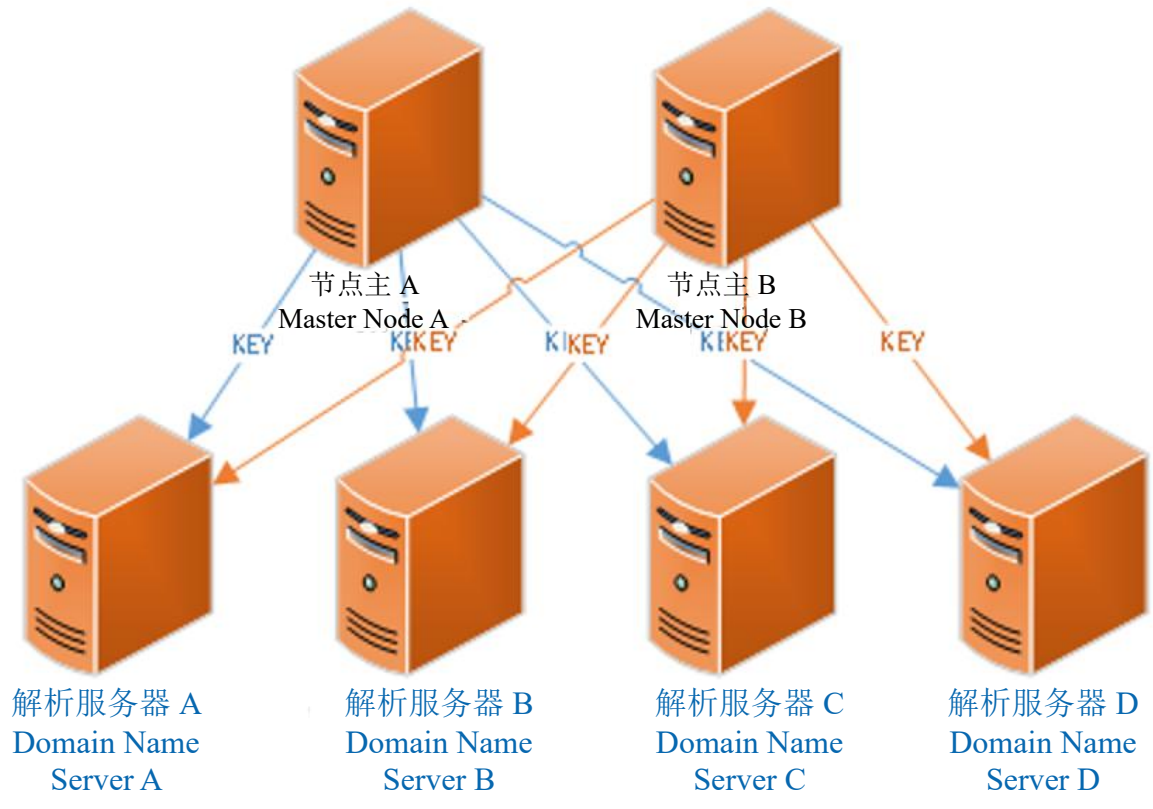 节点主 A
Master Node A
节点主 B
Master Node B
KEY
KEY
KEY
KEY
KEY
解析服务器 A
Domain Name
Server A
解析服务器 B
Domain Name
Server B
解析服务器 C
Domain Name
Server C
解析服务器 D
Domain Name
Server D